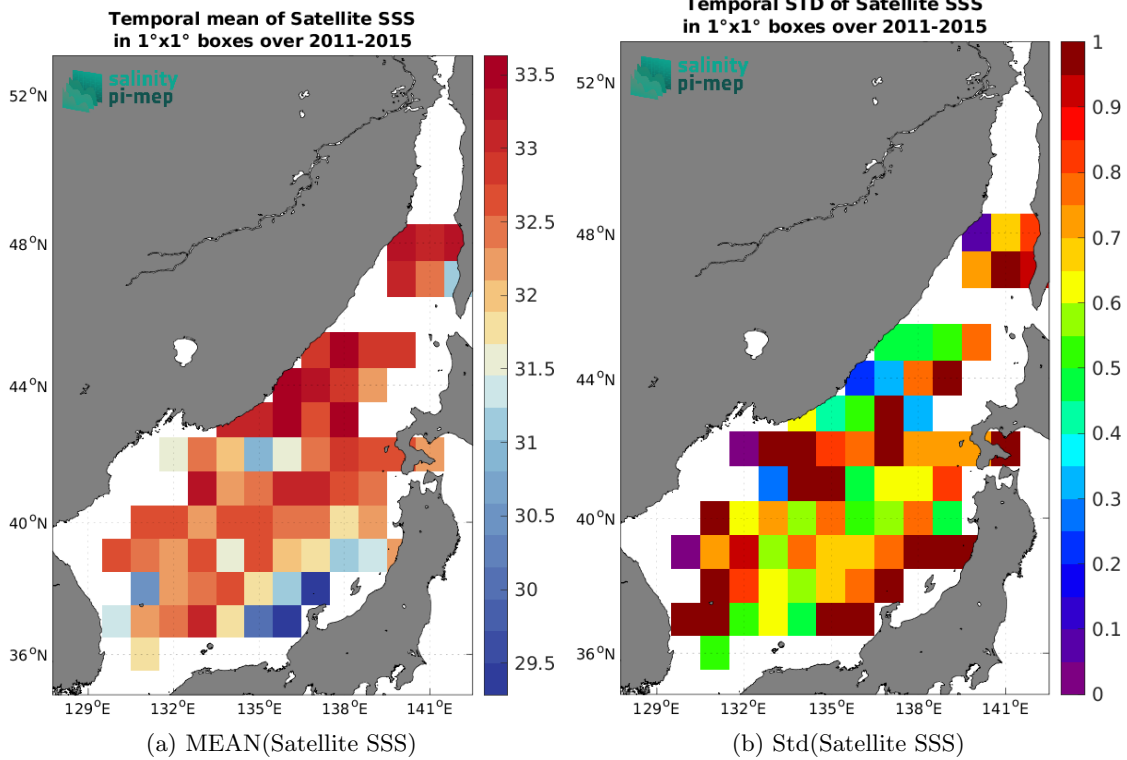 Temporal mean of Satellite SSS
in 1°x1° boxes over 2011-2015
salinity
pi-mep
52°N
48°N
44°N
40°N
36°N
129°E
132°E
135°E
138°E
141°E
33.5
33
32.5
32
31.5
31
30.5
30
29.5
(a) MEAN(Satellite SSS)
Temporal STD of Satellite SSS
in 1°x1° boxes over 2011-2015
salinity
pi-mep
52°N
48°N
44°N
40°N
36°N
129°E
132°E
135°E
138°E
141°E
1
0.9
0.8
0.7
0.6
0.5
0.4
0.3
0.2
0.1
0
(b) Std(Satellite SSS)